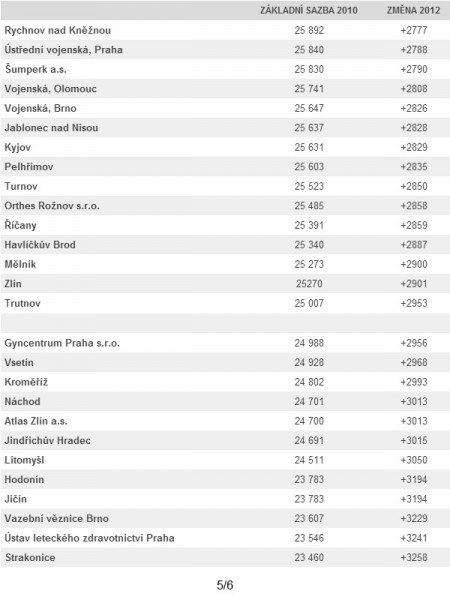 ZÁKLADNÍ SAZBA 2010 ZMĚNA 2012
Rychnov nad Kněžnou 25 892 +2777
Ústřední vojenská, Praha 25 840 +2788
Šumperk a.s. 25 830 +2790
Vojenská, Olomouc 25 741 +2808
Vojenská, Brno 25 647 +2826
Jablonec nad Nisou 25 637 +2828
Kyjov 25 631 +2829
Pelhřimov 25 603 +2835
Turnov 25 523 +2850
Orthes Rožnov s.r.o. 25 485 +2858
Říčany 25 391 +2859
Havlíčkův Brod 25 340 +2887
Mělník 25 273 +2900
Zlín 25270 +2901
Trutnov 25 007 +2953
Gyncentrum Praha s.r.o. 24 988 +2956
Vsetín 24 928 +2968
Kroměříž 24 802 +2993
Náchod 24 701 +3013
Atlas Zlín a.s. 24 700 +3013
Jindřichův Hradec 24 691 +3015
Litomyšl 24 511 +3050
Hodonín 23 783 +3194
Jičín 23 783 +3194
Vazební věznice Brno 23 607 +3229
Ústav leteckého zdravotnictví Praha 23 546 +3241
Strakonice 23 460 +3258
5/6